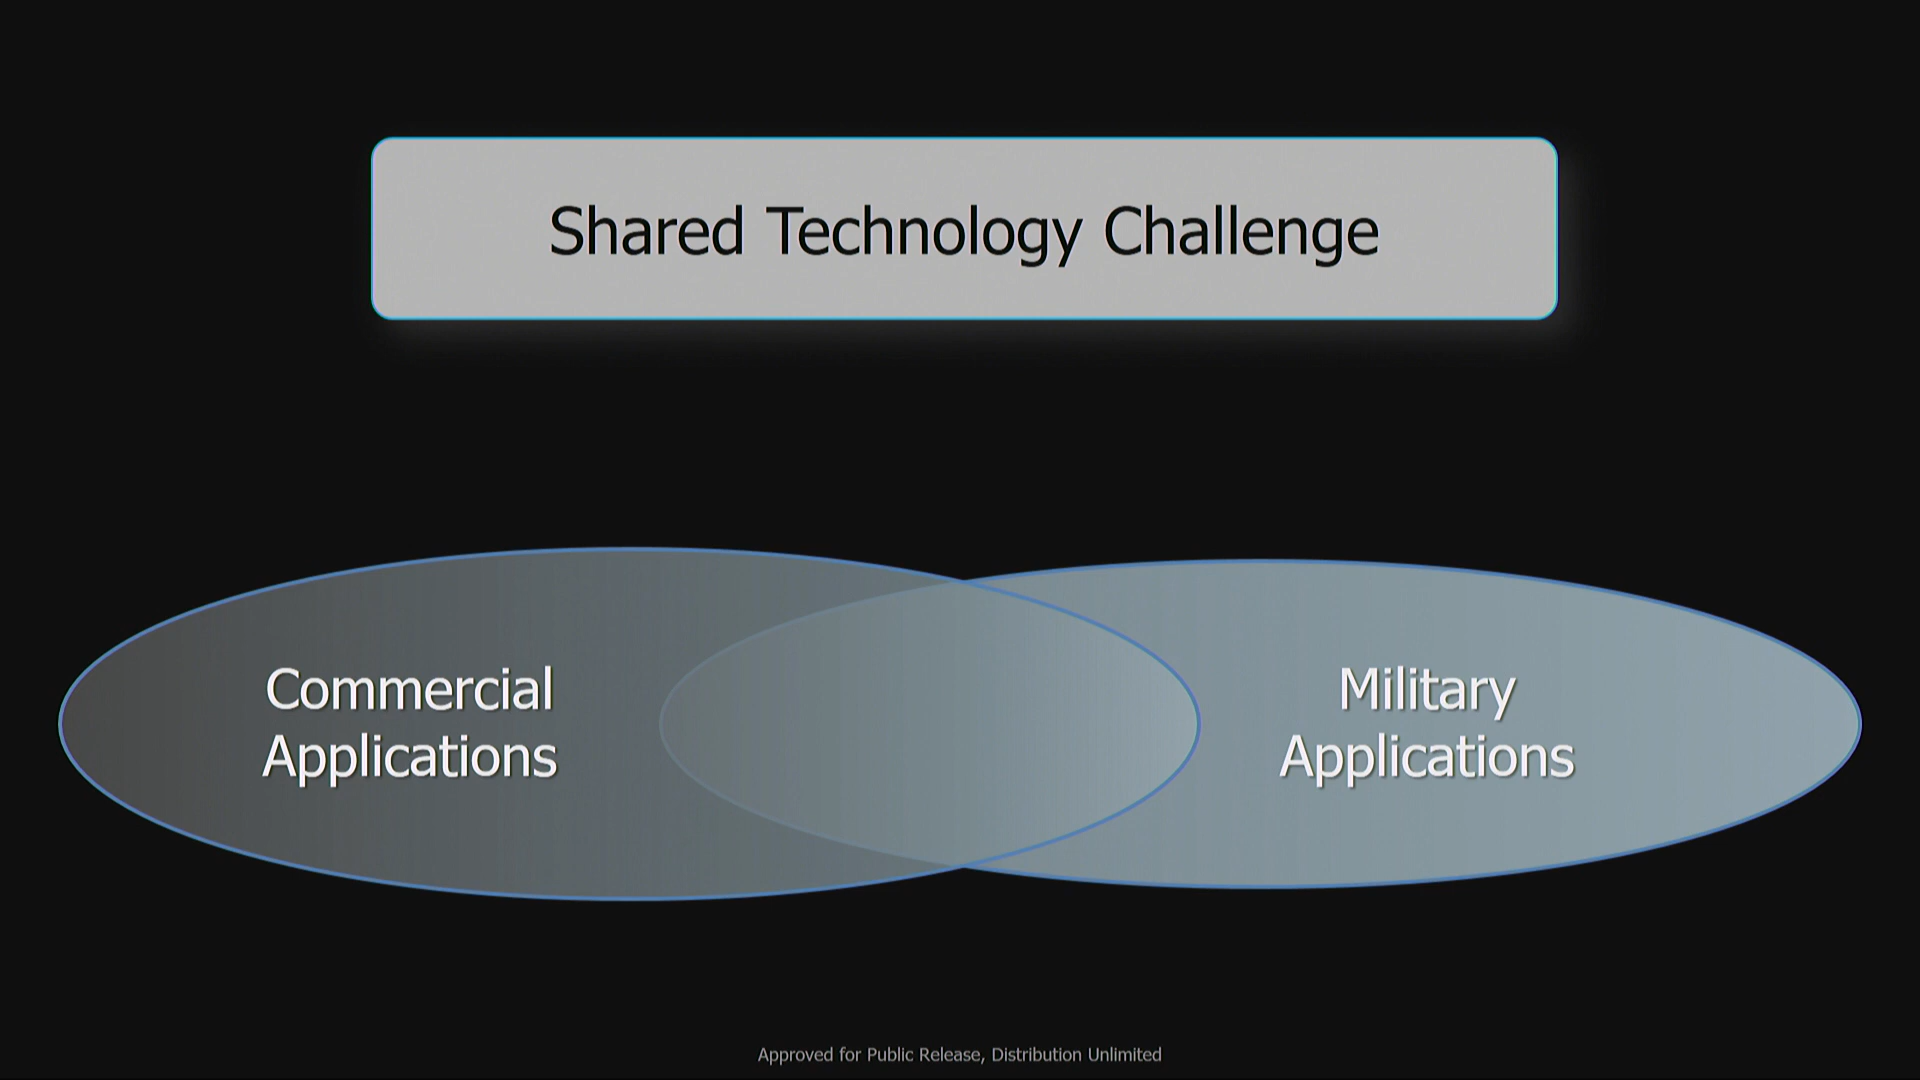 Shared Technology Challenge
Commercial
Applications
Military
Applications
Approved for Public Release, Distribution Unlimited